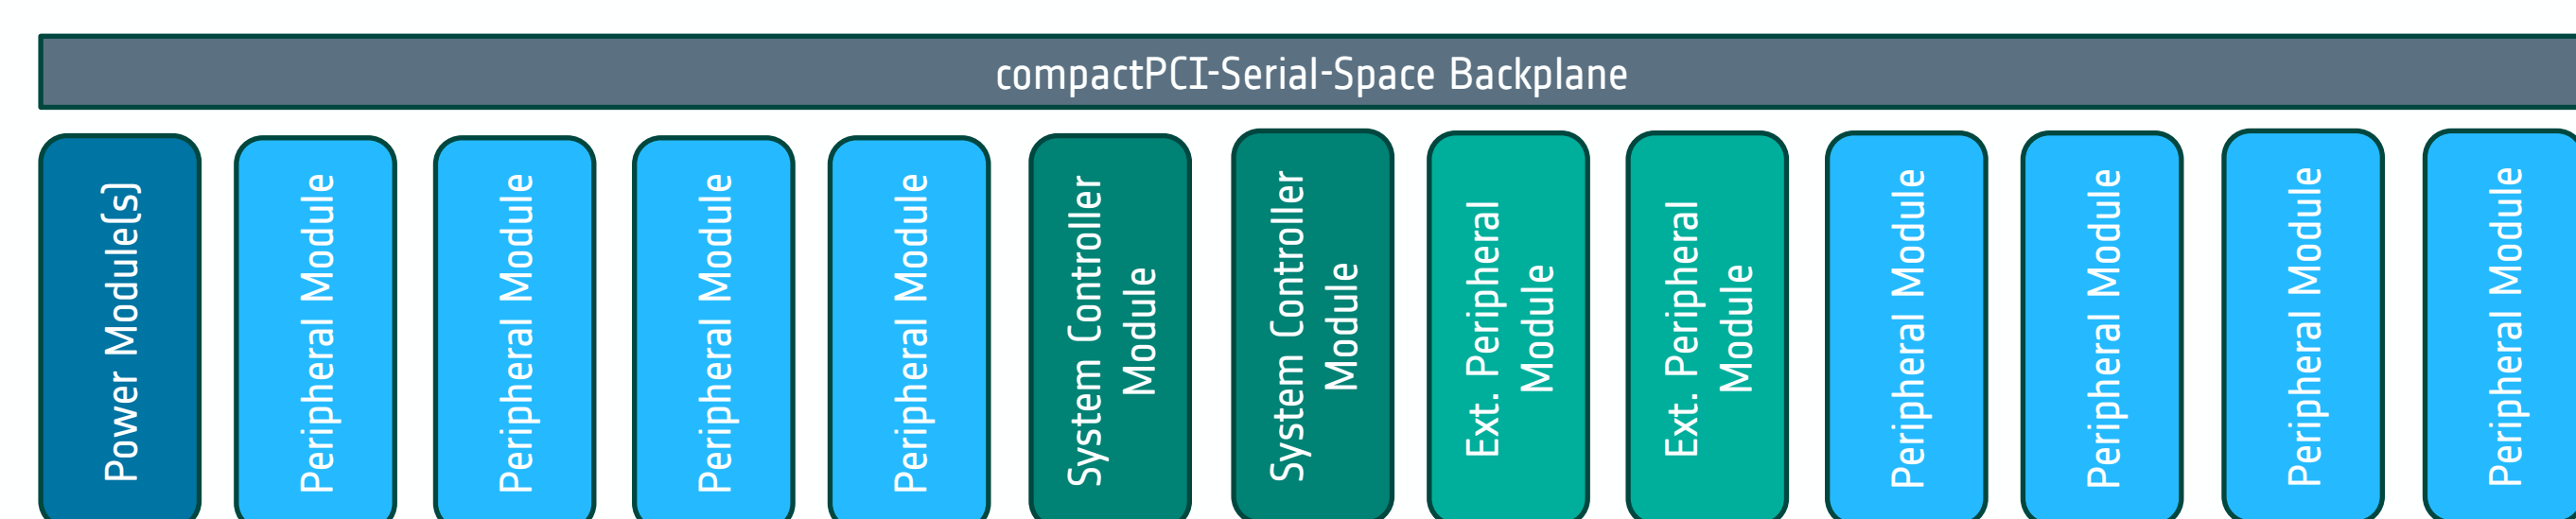 compactPCI-Serial-Space Backplane
Power Module(s)
Peripheral Module
Peripheral Module
Peripheral Module
Peripheral Module
System Controller
Module
System Controller
Module
Ext. Peripheral
Module
Ext. Peripheral
Module
Peripheral Module
Peripheral Module
Peripheral Module
Peripheral Module